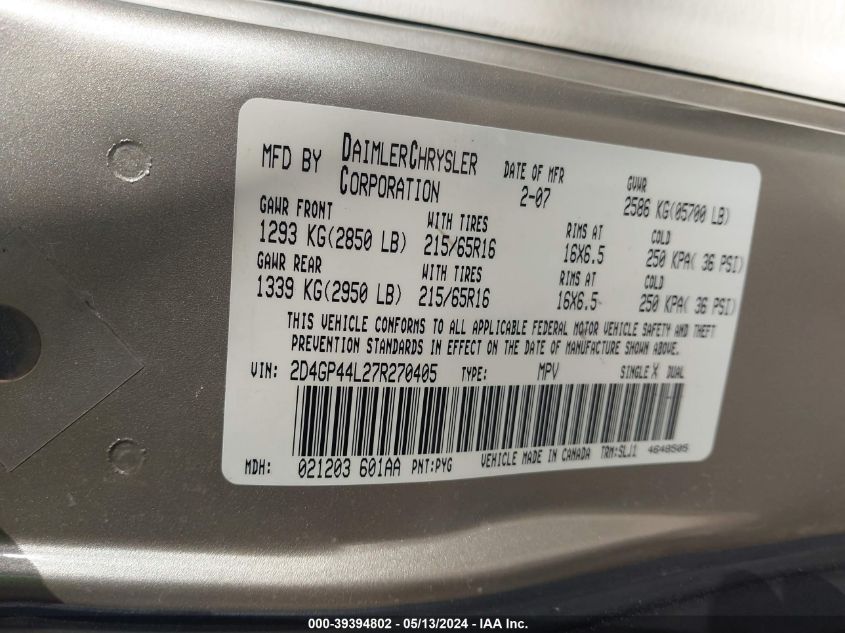 MFD BY DAIMLERCHRYSLER CORPORATION DATE OF MFR 2-07 GVWR 2586 KG(05700 LB)
GAWR FRONT WITH TIRES RIMS AT COLD
1293 KG(2850 LB) 215/65R16 16X6.5 250 KPA( 36 PSI)
GAWR REAR WITH TIRES RIMS AT COLD
1339 KG(2950 LB) 215/65R16 16X6.5 250 KPA( 36 PSI)
THIS VEHICLE CONFORMS TO ALL APPLICABLE FEDERAL MOTOR VEHICLE SAFETY AND THEFT
PREVENTION STANDARDS IN EFFECT ON THE DATE OF MANUFACTURE SHOWN ABOVE.
VIN: 2D4GP44L27R270405 TYPE: MPV SINGLE X DUAL
MDH: 021203 601AA PNT:PYG VEHICLE MADE IN CANADA TRM:SLJ1 4648505
000-39394802 - 05/13/2024 - IAA Inc.